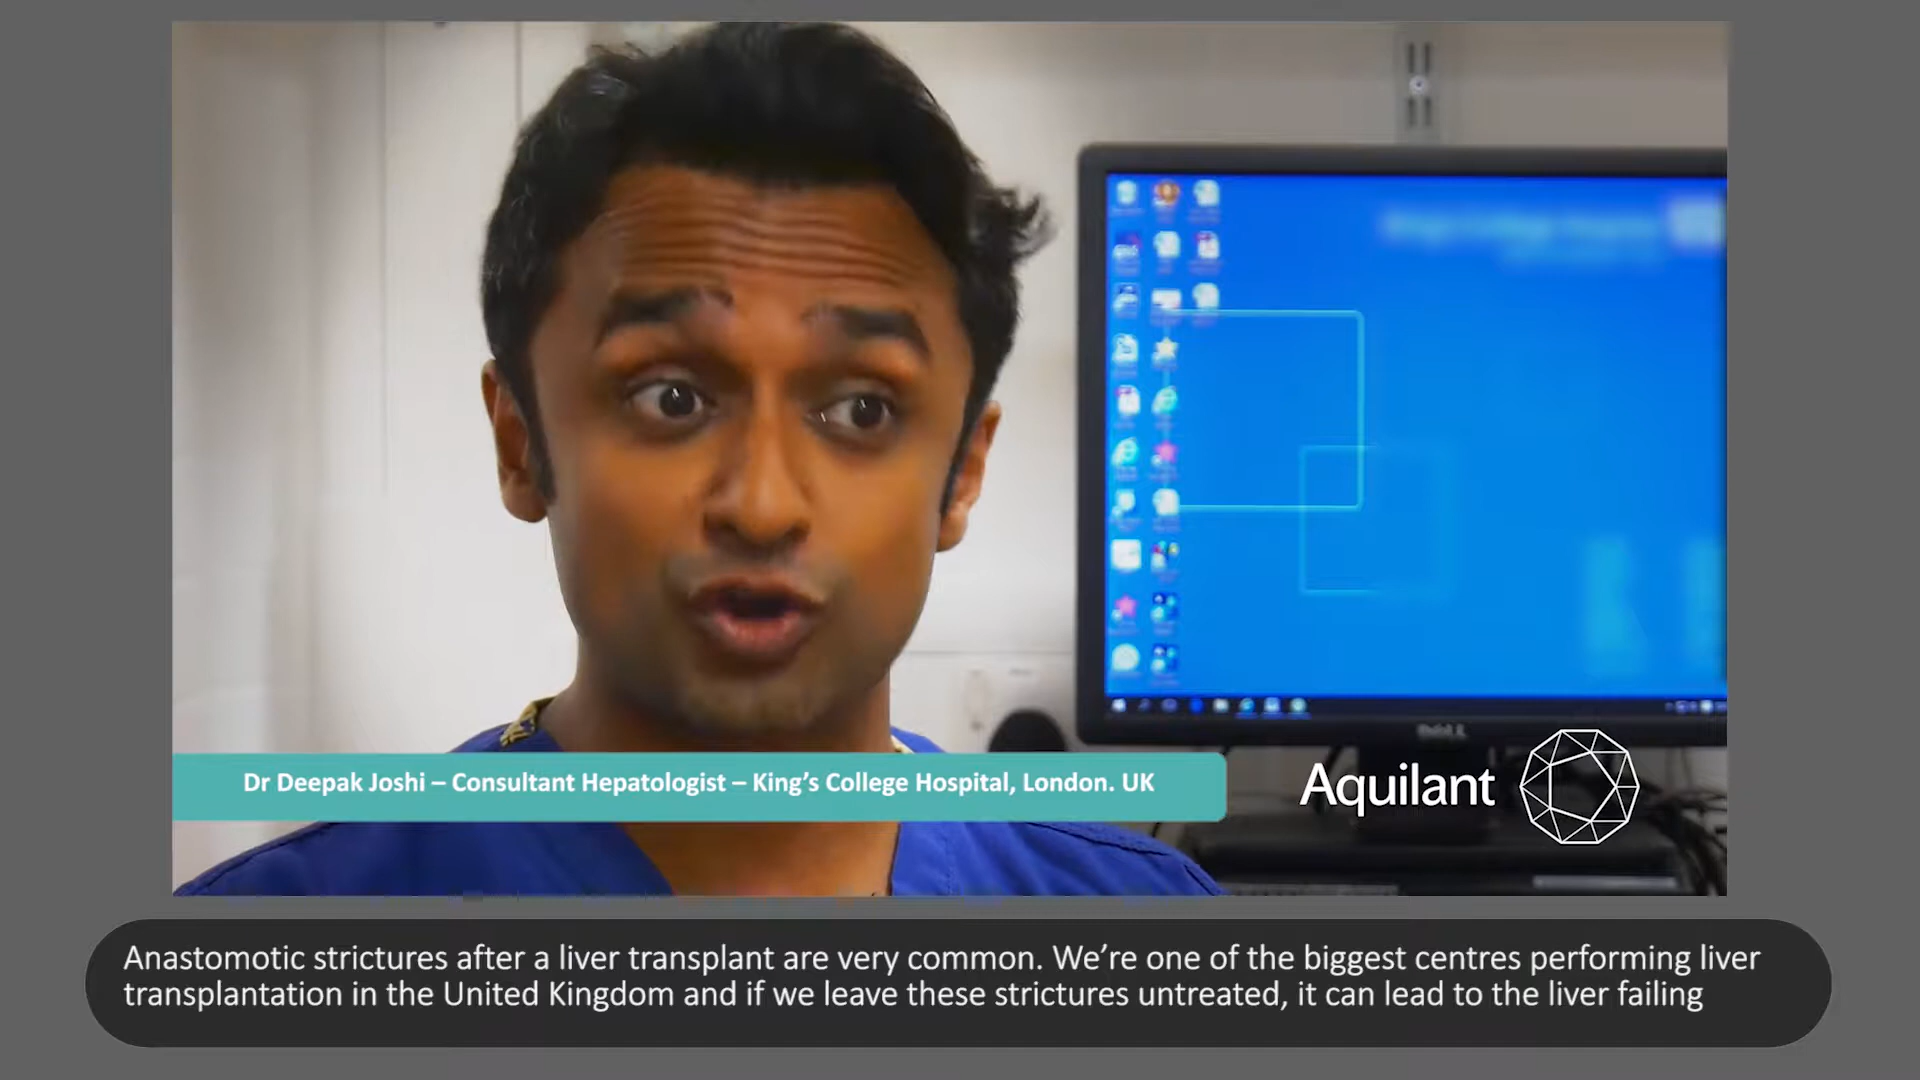 Dr Deepak Joshi – Consultant Hepatologist – King's College Hospital, London. UK
Aquilant
Anastomotic strictures after a liver transplant are very common. We're one of the biggest centres performing liver
transplantation in the United Kingdom and if we leave these strictures untreated, it can lead to the liver failing